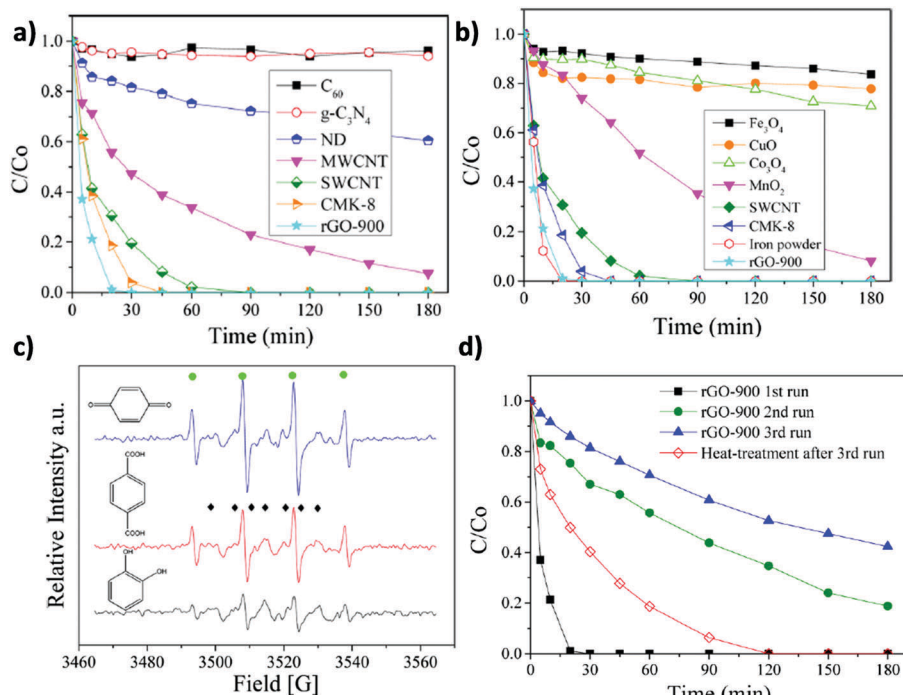 a)
C/Co
1.0
0.8
0.6
0.4
0.2
0.0
C60
g-C3N4
ND
MWCNT
SWCNT
CMK-8
rGO-900
0 30 60 90 120 150 180
Time (min)
b)
C/Co
1.0
0.8
0.6
0.4
0.2
0.0
Fe3O4
CuO
Co3O4
MnO2
SWCNT
CMK-8
Iron powder
rGO-900
0 30 60 90 120 150 180
Time (min)
c)
Relative Intensity a.u.
O
O
COOH
COOH
OH
OH
3460 3480 3500 3520 3540 3560
Field [G]
d)
C/Co
1.0
0.8
0.6
0.4
0.2
0.0
rGO-900 1st run
rGO-900 2nd run
rGO-900 3rd run
Heat-treatment after 3rd run
0 30 60 90 120 150 180
Time (min)